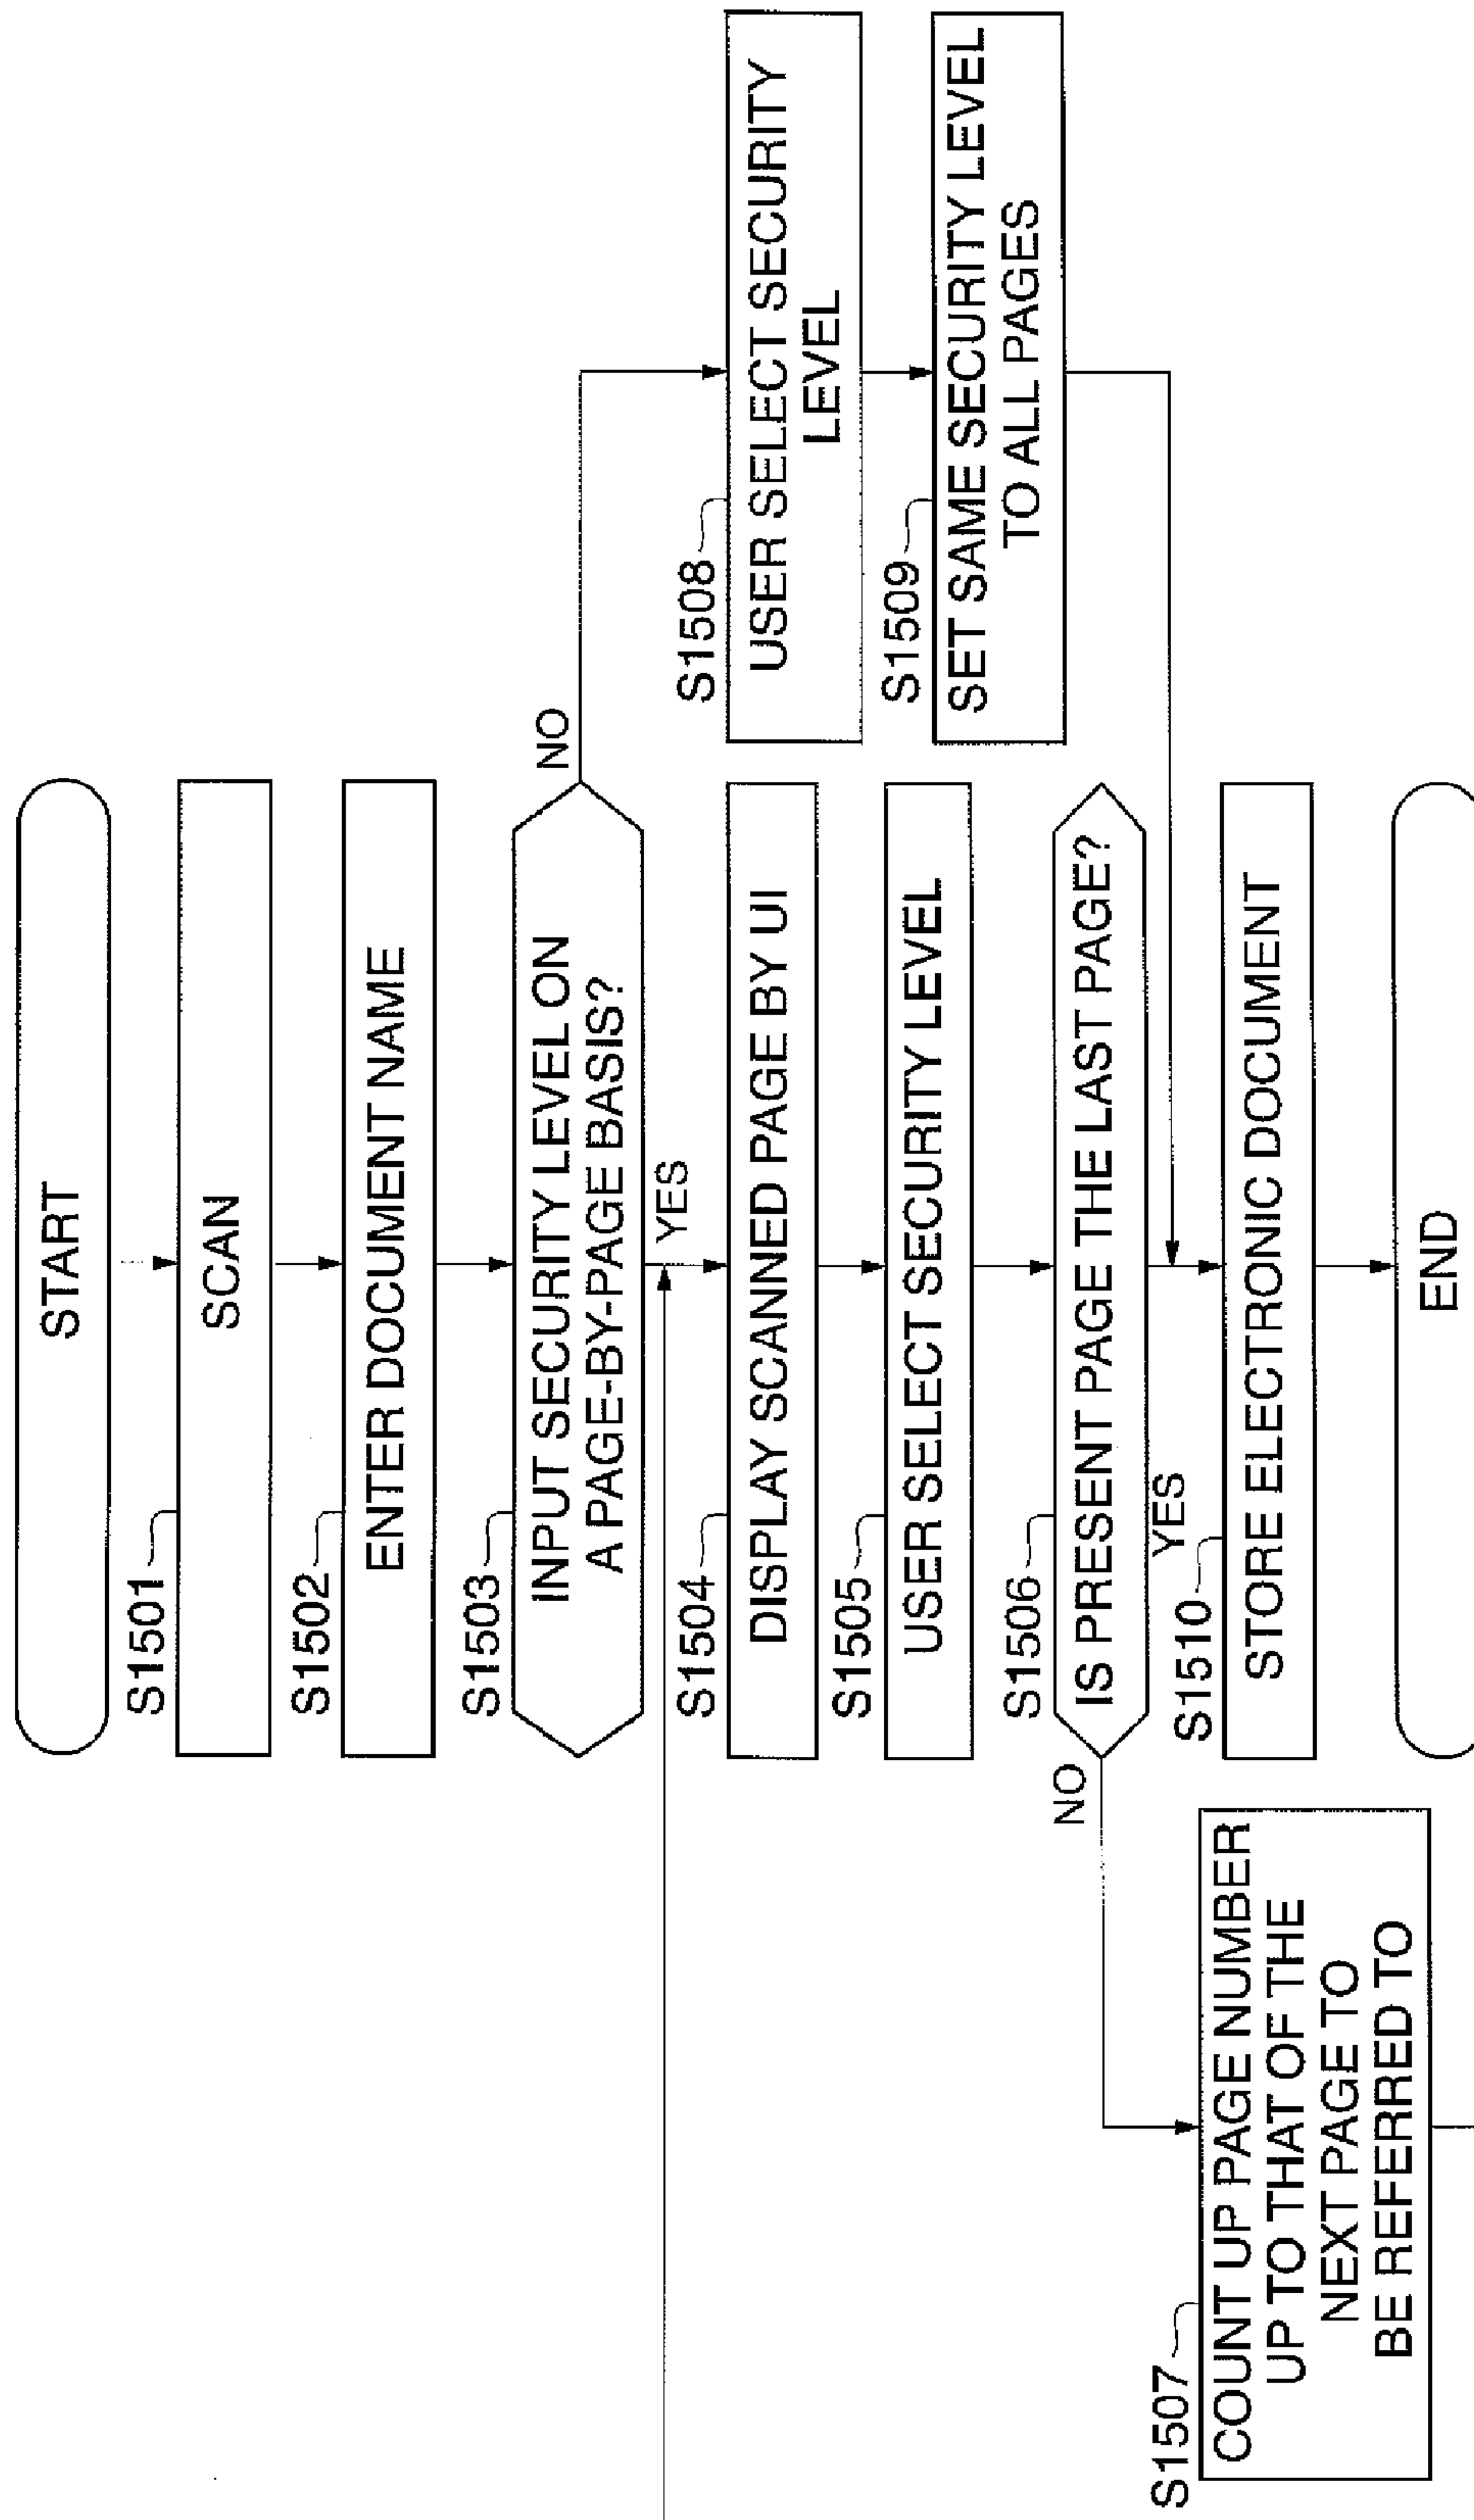 START
S1501
SCAN
S1502
ENTER DOCUMENT NAME
S1503
INPUT SECURITY LEVEL ON
A PAGE-BY-PAGE BASIS?
NO
YES
S1504
DISPLAY SCANNED PAGE BY UI
S1505
USER SELECT SECURITY LEVEL
S1506
IS PRESENT PAGE THE LAST PAGE?
NO
YES
S1507
COUNT UP PAGE NUMBER
UP TO THAT OF THE
NEXT PAGE TO
BE REFERRED TO
S1508
USER SELECT SECURITY
LEVEL
S1509
SET SAME SECURITY LEVEL
TO ALL PAGES
S1510
STORE ELECTRONIC DOCUMENT
END